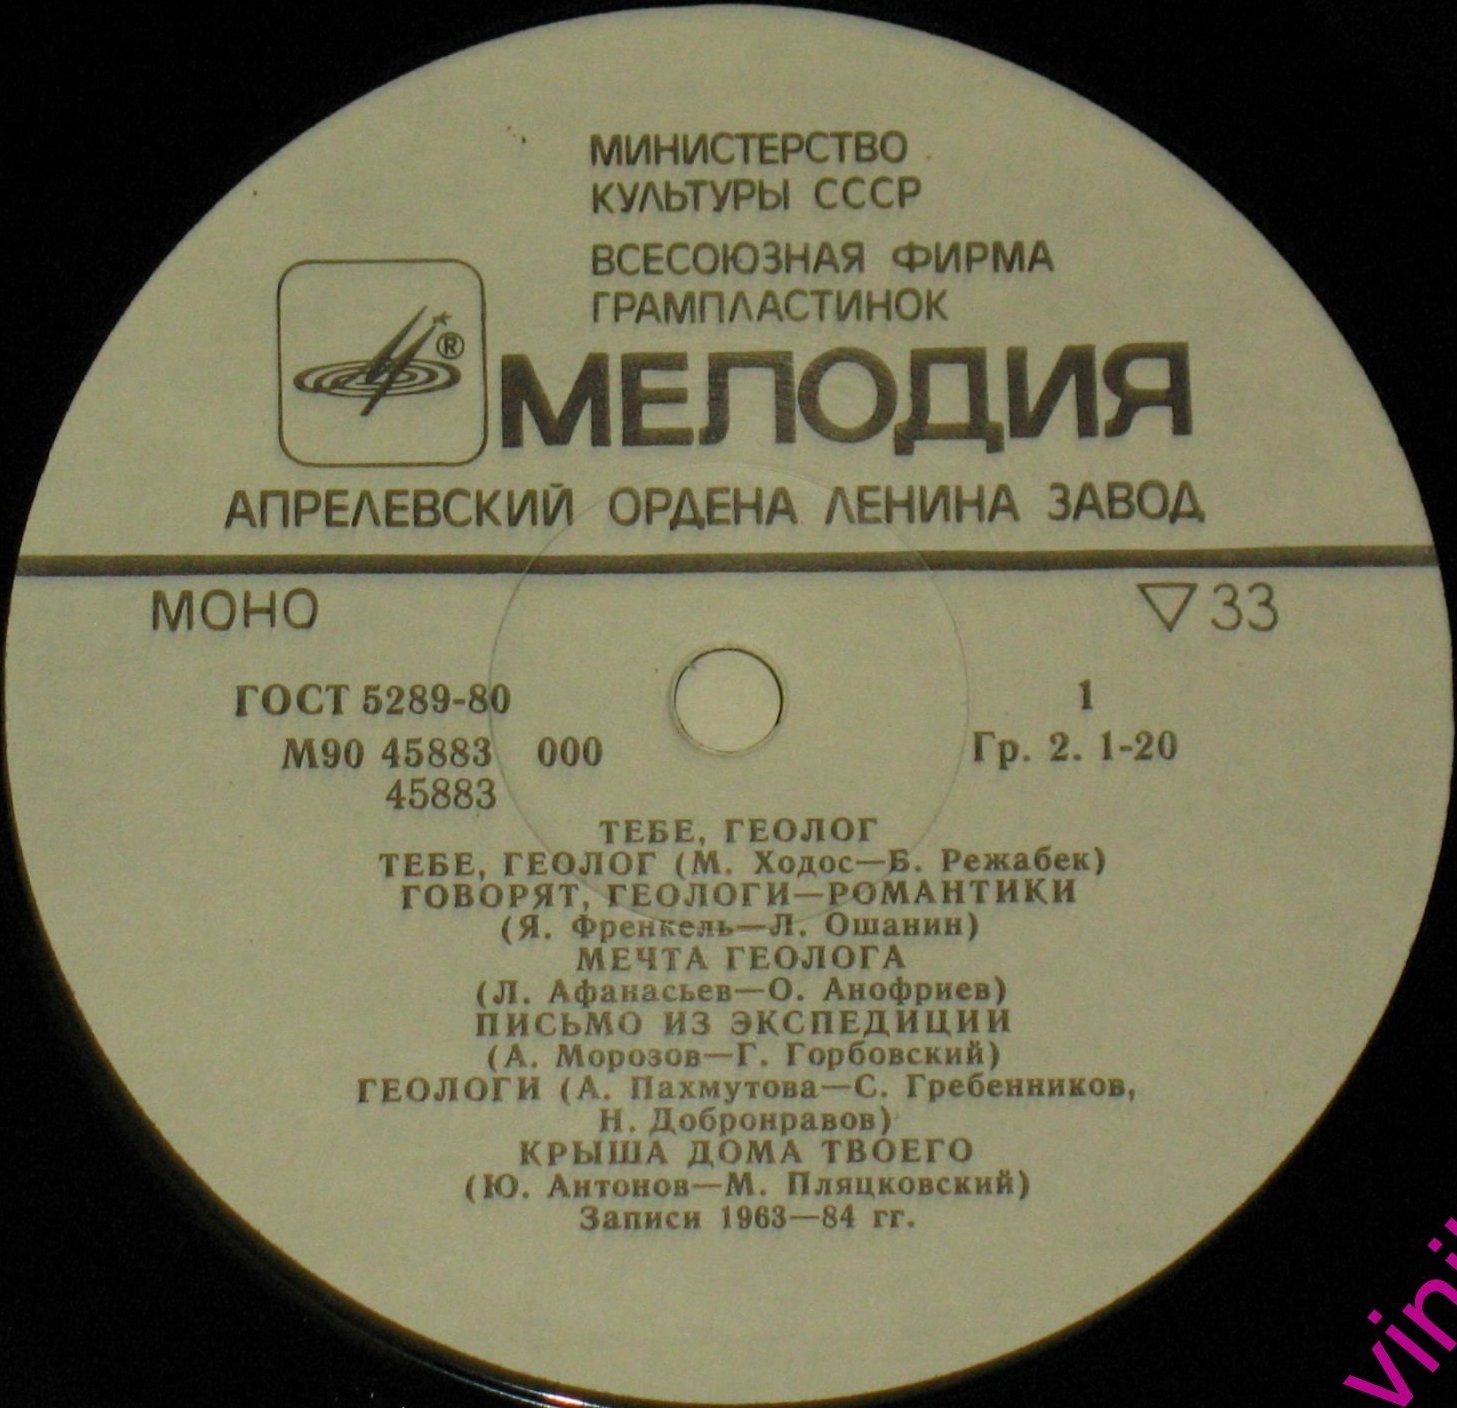 МИНИСТЕРСТВО
КУЛЬТУРЫ СССР
ВСЕСОЮЗНАЯ ФИРМА
ГРАМПЛАСТИНОК
®
МЕЛОДИЯ
АПРЕЛЕВСКИЙ ОРДЕНА ЛЕНИНА ЗАВОД
МОНО ▽33
ГОСТ 5289-80 1
М90 45883 000 Гр. 2. 1-20
45883
ТЕБЕ, ГЕОЛОГ
ТЕБЕ, ГЕОЛОГ (М. Ходос—Б. Режабек)
ГОВОРЯТ, ГЕОЛОГИ—РОМАНТИКИ
(Я. Френкель—Л. Ошанин)
МЕЧТА ГЕОЛОГА
(Л. Афанасьев—О. Анофриев)
ПИСЬМО ИЗ ЭКСПЕДИЦИИ
(А. Морозов—Г. Горбовский)
ГЕОЛОГИ (А. Пахмутова—С. Гребенников,
Н. Добронравов)
КРЫША ДОМА ТВОЕГО
(Ю. Антонов—М. Пляцковский)
Записи 1963—84 гг.